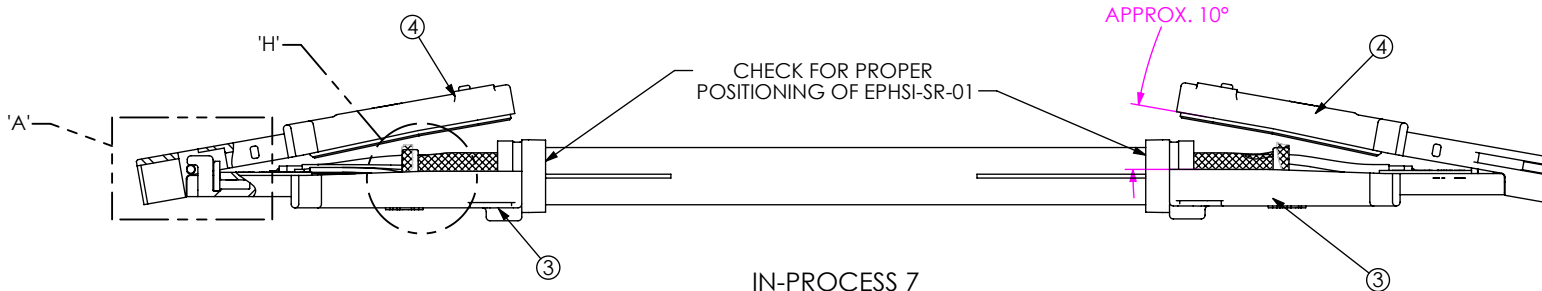 APPROX. 10°
④
'H'
④
CHECK FOR PROPER
POSITIONING OF EPHSI-SR-01
'A'
③
③
IN-PROCESS 7